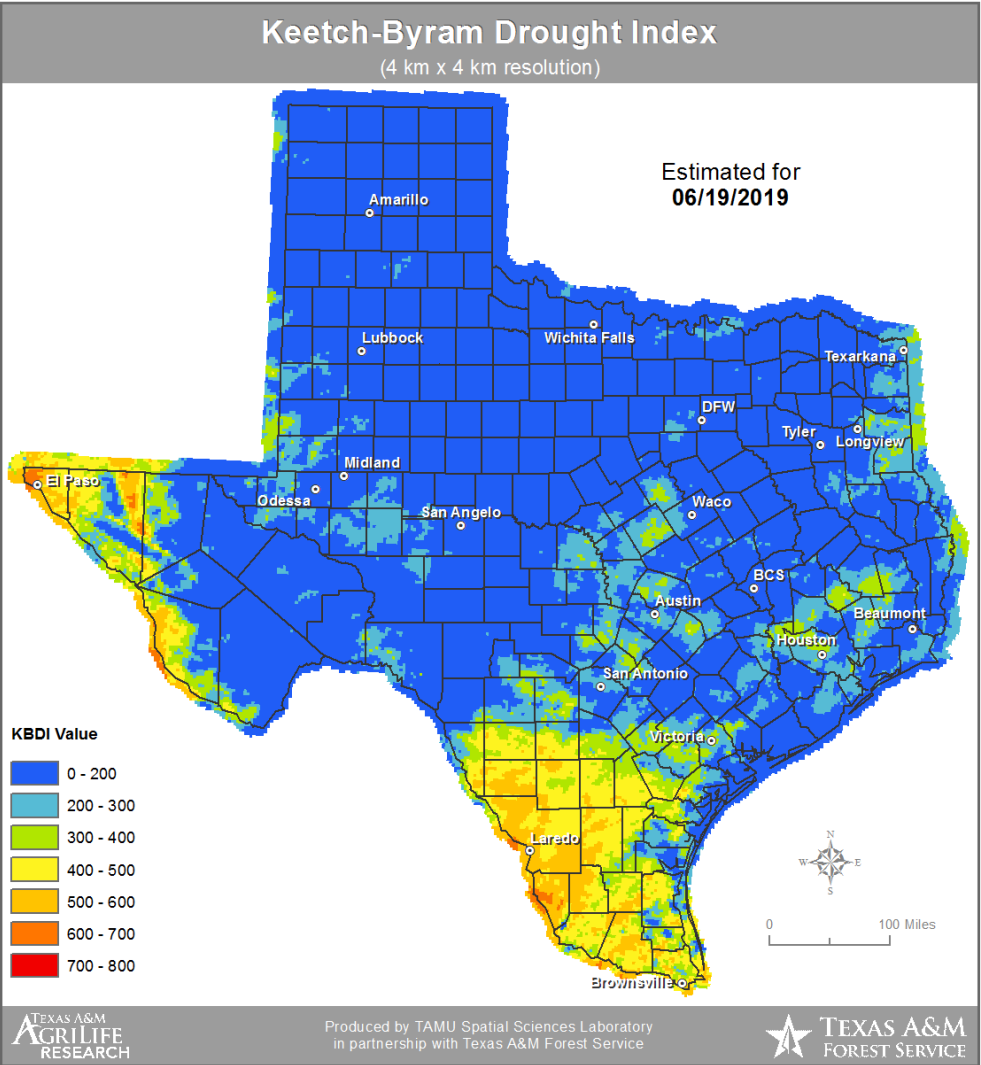 Keetch-Byram Drought Index
(4 km x 4 km resolution)
Estimated for
06/19/2019
Amarillo
Lubbock
Wichita Falls
Texarkana
DFW
Tyler
Longview
Midland
El Paso
Odessa
San Angelo
Waco
BCS
Austin
Beaumont
Houston
San Antonio
Victoria
Laredo
Brownsville
KBDI Value
0 - 200
200 - 300
300 - 400
400 - 500
500 - 600
600 - 700
700 - 800
N
W
E
S
0
100 Miles
TEXAS A&M
AGRILIFE
RESEARCH
Produced by TAMU Spatial Sciences Laboratory
in partnership with Texas A&M Forest Service
TEXAS A&M
FOREST SERVICE